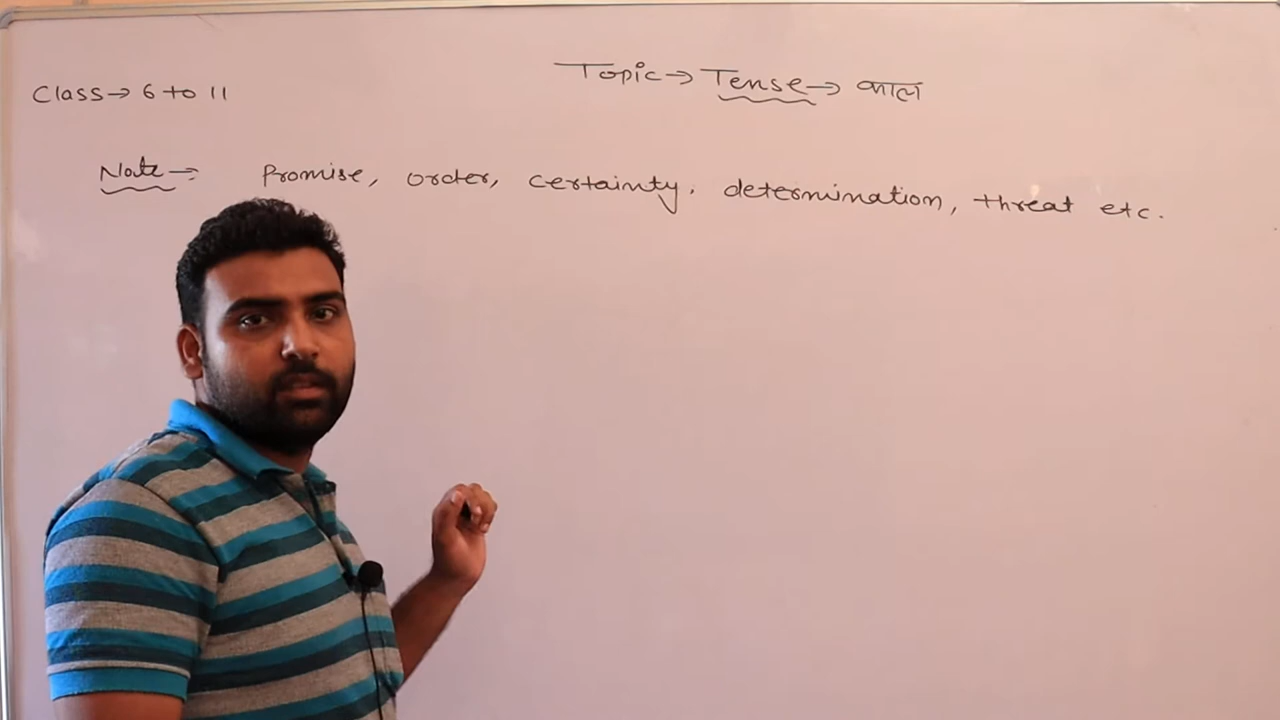 Topic → Tense → काल
Class → 6 to 11
Note →: Promise, order, certainty, determination, threat etc.